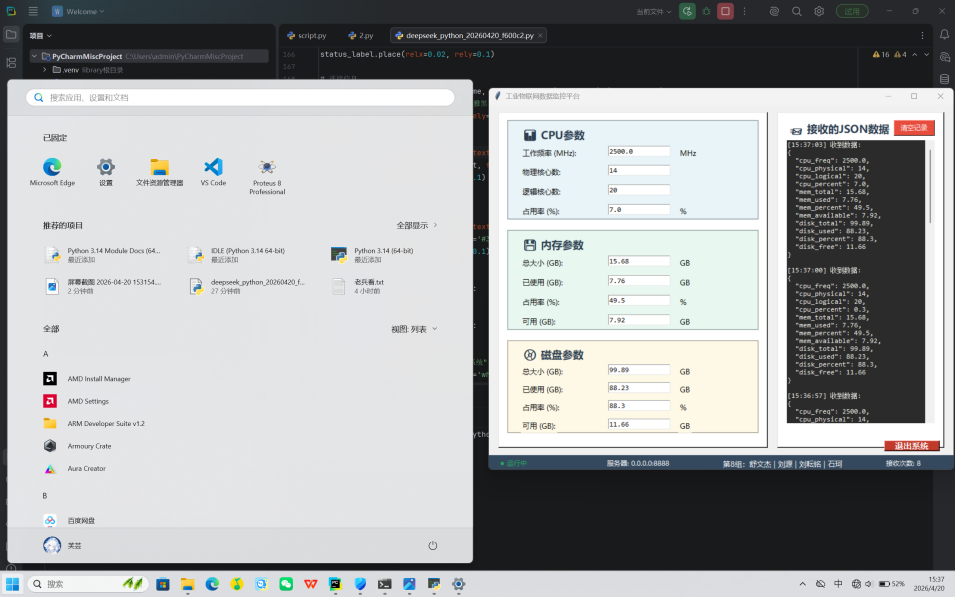 Welcome
当前文件
试用
项目
script.py
2.py
deepseek_python_20260420_f600c2.py
PyCharmMiscProject C:\Users\admin\PyCharmMiscProject
.venv library根目录
166
status_label.place(relx=0.02, rely=0.1)
167
16 4
搜索应用、设置和文档
已固定
Microsoft Edge
设置
文件资源管理器
VS Code
Proteus 8
Professional
推荐的项目
全部显示
Python 3.14 Module Docs (64...
最近添加
IDLE (Python 3.14 64-bit)
最近添加
Python 3.14 (64-bit)
最近添加
屏幕截图 2026-04-20 153154....
2 分钟前
deepseek_python_20260420_f...
27 分钟前
老兵看.txt
4 小时前
全部
视图: 列表
A
AMD Install Manager
AMD Settings
ARM Developer Suite v1.2
Armoury Crate
Aura Creator
B
百度网盘
芙芸
工业物联网数据监控平台
CPU参数
工作频率 (MHz):
2500.0
MHz
物理核心数:
14
逻辑核心数:
20
占用率 (%):
7.0
%
内存参数
总大小 (GB):
15.68
GB
已使用 (GB):
7.76
GB
占用率 (%):
49.5
%
可用 (GB):
7.92
GB
磁盘参数
总大小 (GB):
99.89
GB
已使用 (GB):
88.23
GB
占用率 (%):
88.3
%
可用 (GB):
11.66
GB
接收的JSON数据
清空记录
[15:37:03] 收到数据:
{
"cpu_freq": 2500.0,
"cpu_physical": 14,
"cpu_logical": 20,
"cpu_percent": 7.0,
"mem_total": 15.68,
"mem_used": 7.76,
"mem_percent": 49.5,
"mem_available": 7.92,
"disk_total": 99.89,
"disk_used": 88.23,
"disk_percent": 88.3,
"disk_free": 11.66
}
[15:37:00] 收到数据:
{
"cpu_freq": 2500.0,
"cpu_physical": 14,
"cpu_logical": 20,
"cpu_percent": 0.3,
"mem_total": 15.68,
"mem_used": 7.76,
"mem_percent": 49.5,
"mem_available": 7.92,
"disk_total": 99.89,
"disk_used": 88.23,
"disk_percent": 88.3,
"disk_free": 11.66
}
[15:36:57] 收到数据:
{
"cpu_freq": 2500.0,
"cpu_physical": 14,
退出系统
运行中
服务器: 0.0.0.0:8888
第8组: 舒文杰 | 刘源 | 刘耘铭 | 石珂
接收次数: 8
搜索
中
52%
15:37
2026/4/20